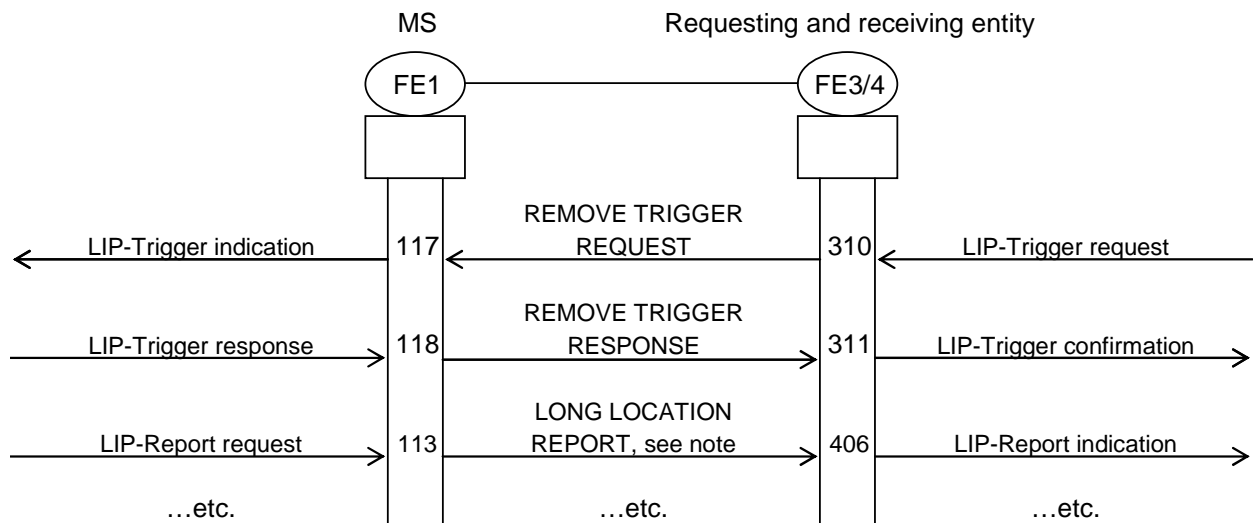 MS
Requesting and receiving entity
FE1
FE3/4
REMOVE TRIGGER
LIP-Trigger indication
117
REQUEST
310
LIP-Trigger request
REMOVE TRIGGER
LIP-Trigger response
118
RESPONSE
311
LIP-Trigger confirmation
LONG LOCATION
LIP-Report request
113
REPORT, see note
406
LIP-Report indication
…etc.
…etc.
…etc.